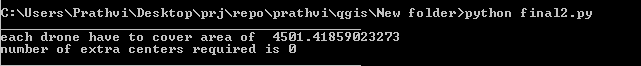 C:\Users\Prathvi\Desktop\prj\repo\prathvi\qgis\New folder>python final2.py
each drone have to cover area of  4501.41859023273
number of extra centers required is 0